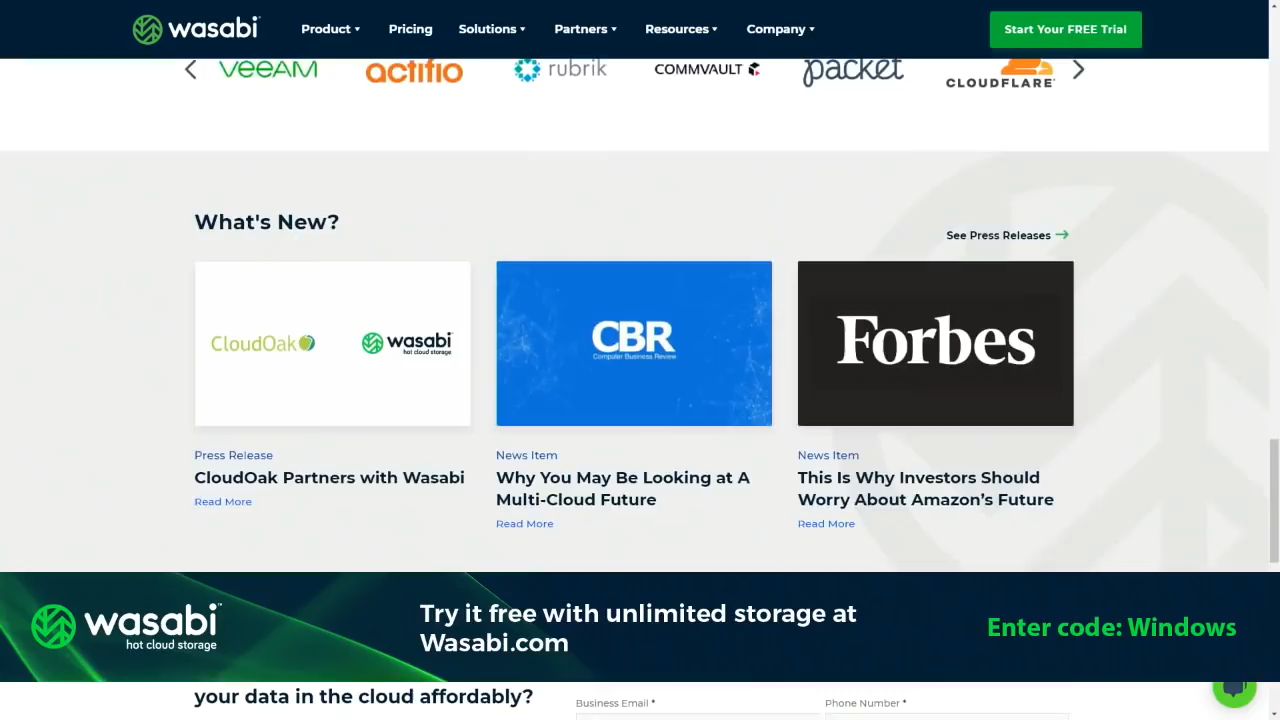 wasabi
Product
Pricing
Solutions
Partners
Resources
Company
Start Your FREE Trial
veeam
actifio
rubrik
COMMVAULT
packet
CLOUDFLARE
What's New?
See Press Releases
CloudOak
wasabi
hot cloud storage
CBR
Computer Business Review
Forbes
Press Release
CloudOak Partners with Wasabi
Read More
News Item
Why You May Be Looking at A
Multi-Cloud Future
Read More
News Item
This Is Why Investors Should
Worry About Amazon’s Future
Read More
wasabi™
hot cloud storage
Try it free with unlimited storage at
Wasabi.com
Enter code: Windows
your data in the cloud affordably?
Business Email *
Phone Number *